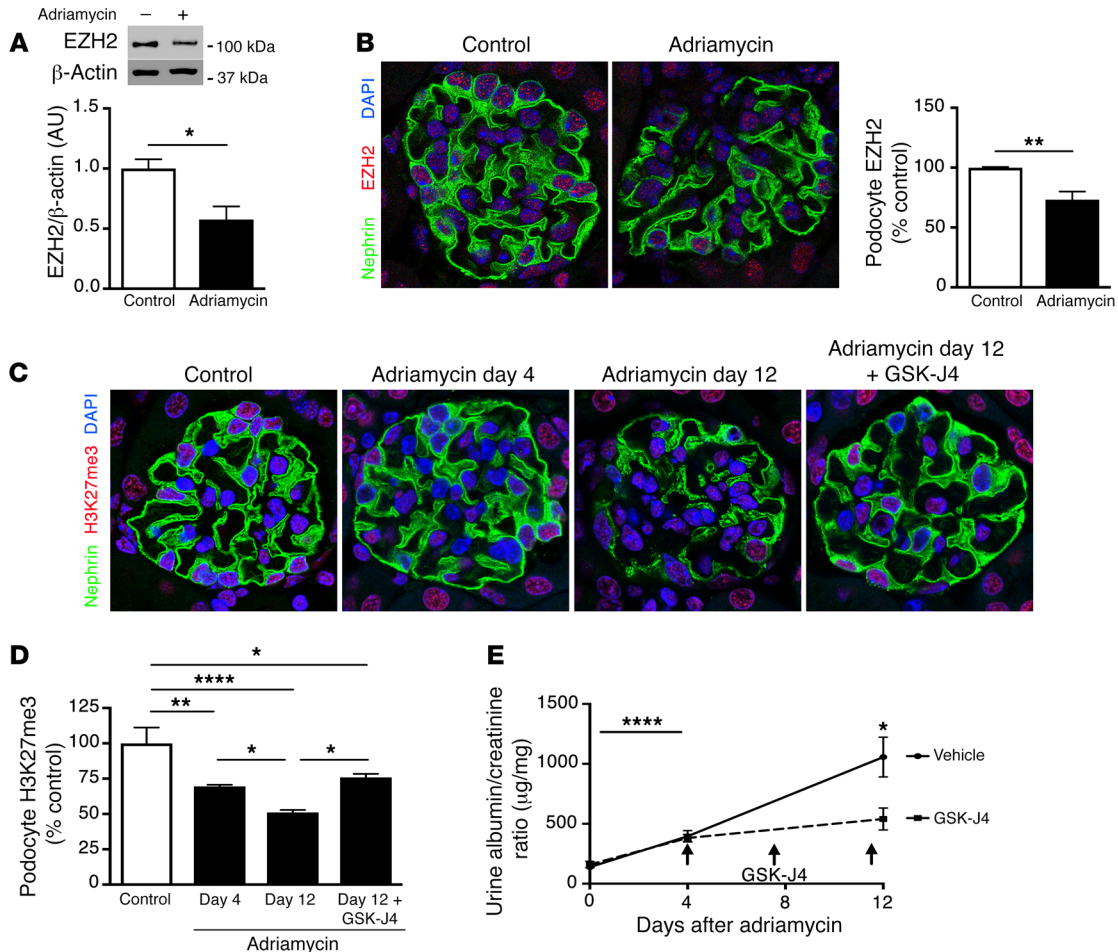 A
Adriamycin − +
EZH2
- 100 kDa
β-Actin
- 37 kDa
EZH2/β-actin (AU)
1.5
1.0
0.5
0.0
*
Control Adriamycin
B
Control Adriamycin
Nephrin EZH2 DAPI
Podocyte EZH2
(% control)
150
100
50
0
**
Control Adriamycin
C
Control
Adriamycin day 4
Adriamycin day 12
Adriamycin day 12
+ GSK-J4
Nephrin H3K27me3 DAPI
D
Podocyte H3K27me3
(% control)
125
100
75
50
25
0
*
****
**
*
*
Control
Day 4
Day 12
Day 12 +
GSK-J4
Adriamycin
E
Urine albumin/creatinine
ratio (μg/mg)
1500
1000
500
0
****
*
Vehicle
GSK-J4
GSK-J4
0 4 8 12
Days after adriamycin